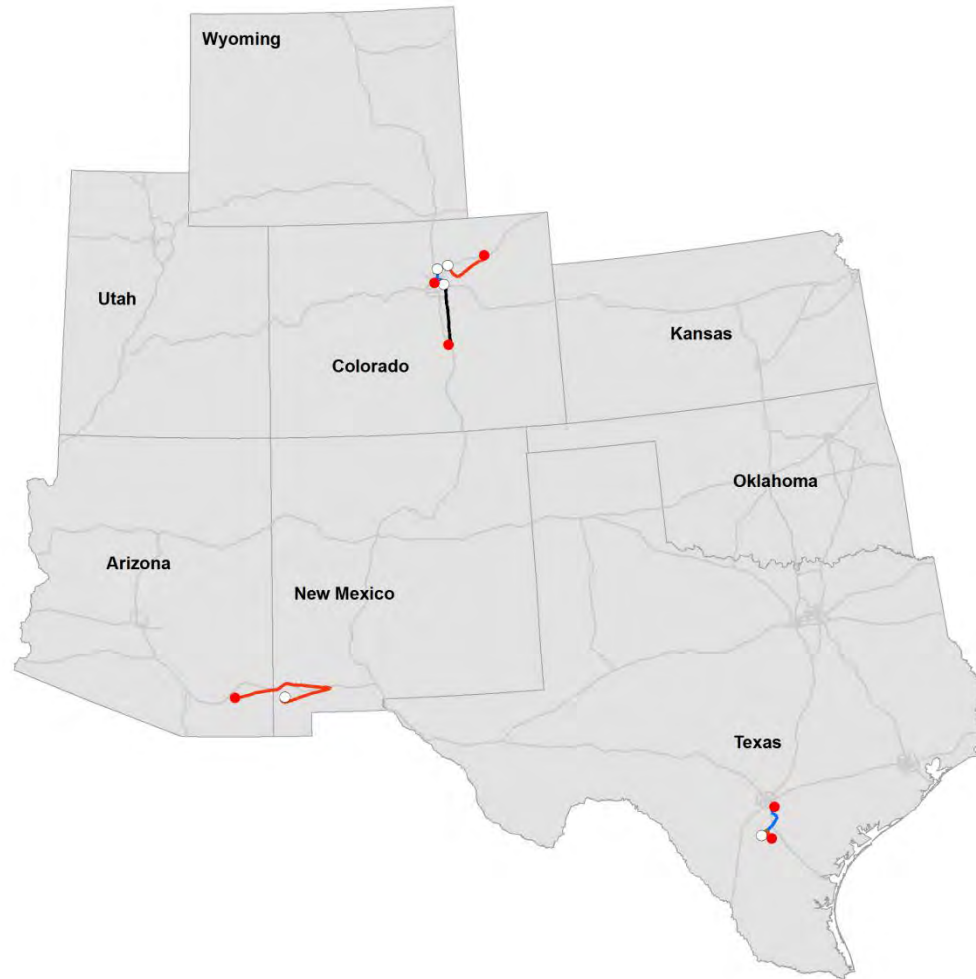 Wyoming
Utah
Colorado
Kansas
Oklahoma
Arizona
New Mexico
Texas